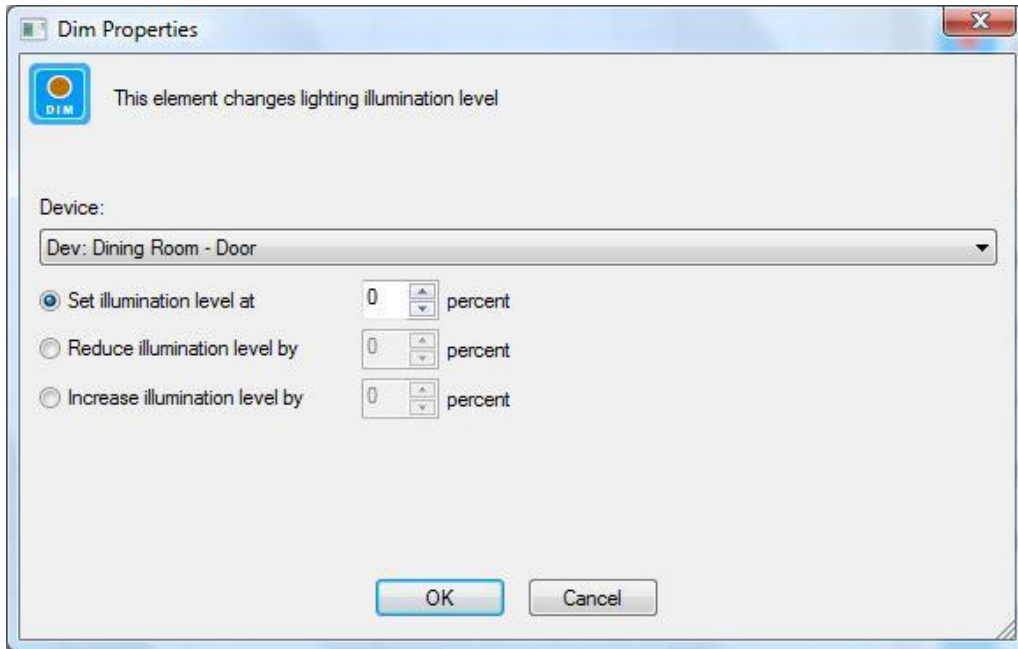 Dim Properties
DIM
This element changes lighting illumination level
Device:
Dev: Dining Room - Door
Set illumination level at 0 percent
Reduce illumination level by 0 percent
Increase illumination level by 0 percent
OK Cancel